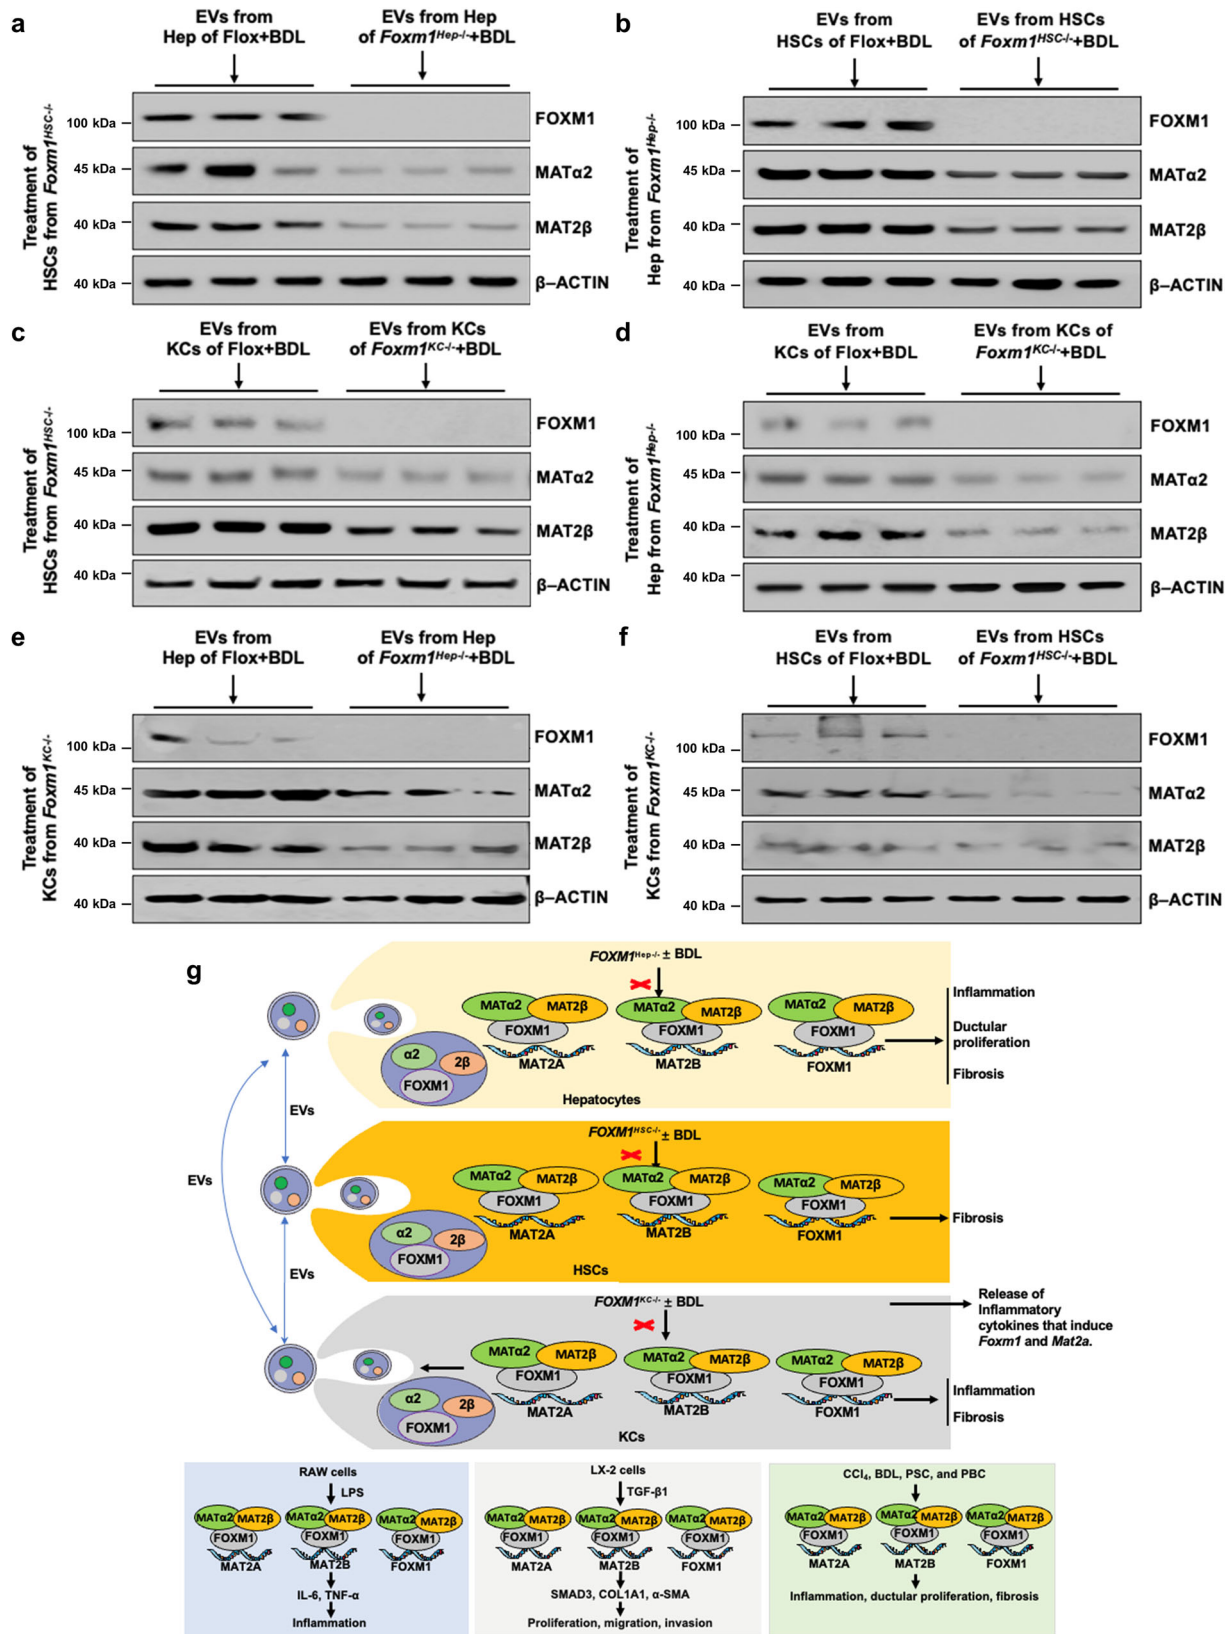 a
EVs from
Hep of Flox+BDL
EVs from Hep
of Foxm1Hep-/-+BDL
Treatment of
HSCs from Foxm1HSC-/-
100 kDa
FOXM1
45 kDa
MATα2
40 kDa
MAT2β
40 kDa
β–ACTIN
b
EVs from
HSCs of Flox+BDL
EVs from HSCs
of Foxm1HSC-/-+BDL
Treatment of
Hep from Foxm1Hep-/-
100 kDa
FOXM1
45 kDa
MATα2
40 kDa
MAT2β
40 kDa
β–ACTIN
c
EVs from
KCs of Flox+BDL
EVs from KCs
of Foxm1KC-/-+BDL
Treatment of
HSCs from Foxm1HSC-/-
100 kDa
FOXM1
45 kDa
MATα2
40 kDa
MAT2β
40 kDa
β–ACTIN
d
EVs from
KCs of Flox+BDL
EVs from KCs of
Foxm1KC-/-+BDL
Treatment of
Hep from Foxm1Hep-/-
100 kDa
FOXM1
45 kDa
MATα2
40 kDa
MAT2β
40 kDa
β–ACTIN
e
EVs from
Hep of Flox+BDL
EVs from Hep
of Foxm1Hep-/-+BDL
Treatment of
KCs from Foxm1KC-/-
100 kDa
FOXM1
45 kDa
MATα2
40 kDa
MAT2β
40 kDa
β–ACTIN
f
EVs from
HSCs of Flox+BDL
EVs from HSCs
of Foxm1HSC-/-+BDL
Treatment of
KCs from Foxm1KC-/-
100 kDa
FOXM1
45 kDa
MATα2
40 kDa
MAT2β
40 kDa
β–ACTIN
g
FOXM1Hep-/- ± BDL
MATα2 MAT2β MATα2 MAT2β MATα2 MAT2β
FOXM1 FOXM1 FOXM1
MAT2A MAT2B FOXM1
α2 2β
FOXM1
Hepatocytes
Inflammation
Ductular
proliferation
Fibrosis
EVs
EVs
EVs
FOXM1HSC-/- ± BDL
MATα2 MAT2β MATα2 MAT2β MATα2 MAT2β
FOXM1 FOXM1 FOXM1
MAT2A MAT2B FOXM1
α2 2β
FOXM1
HSCs
Fibrosis
FOXM1KC-/- ± BDL
MATα2 MAT2β MATα2 MAT2β MATα2 MAT2β
FOXM1 FOXM1 FOXM1
MAT2A MAT2B FOXM1
α2 2β
FOXM1
KCs
Release of
Inflammatory
cytokines that induce
Foxm1 and Mat2a.
Inflammation
Fibrosis
RAW cells
LPS
MATα2 MAT2β MATα2 MAT2β MATα2 MAT2β
FOXM1 FOXM1 FOXM1
MAT2A MAT2B FOXM1
IL-6, TNF-α
Inflammation
LX-2 cells
TGF-β1
MATα2 MAT2β MATα2 MAT2β MATα2 MAT2β
FOXM1 FOXM1 FOXM1
MAT2A MAT2B FOXM1
SMAD3, COL1A1, α-SMA
Proliferation, migration, invasion
CCl4, BDL, PSC, and PBC
MATα2 MAT2β MATα2 MAT2β MATα2 MAT2β
FOXM1 FOXM1 FOXM1
MAT2A MAT2B FOXM1
Inflammation, ductular proliferation, fibrosis